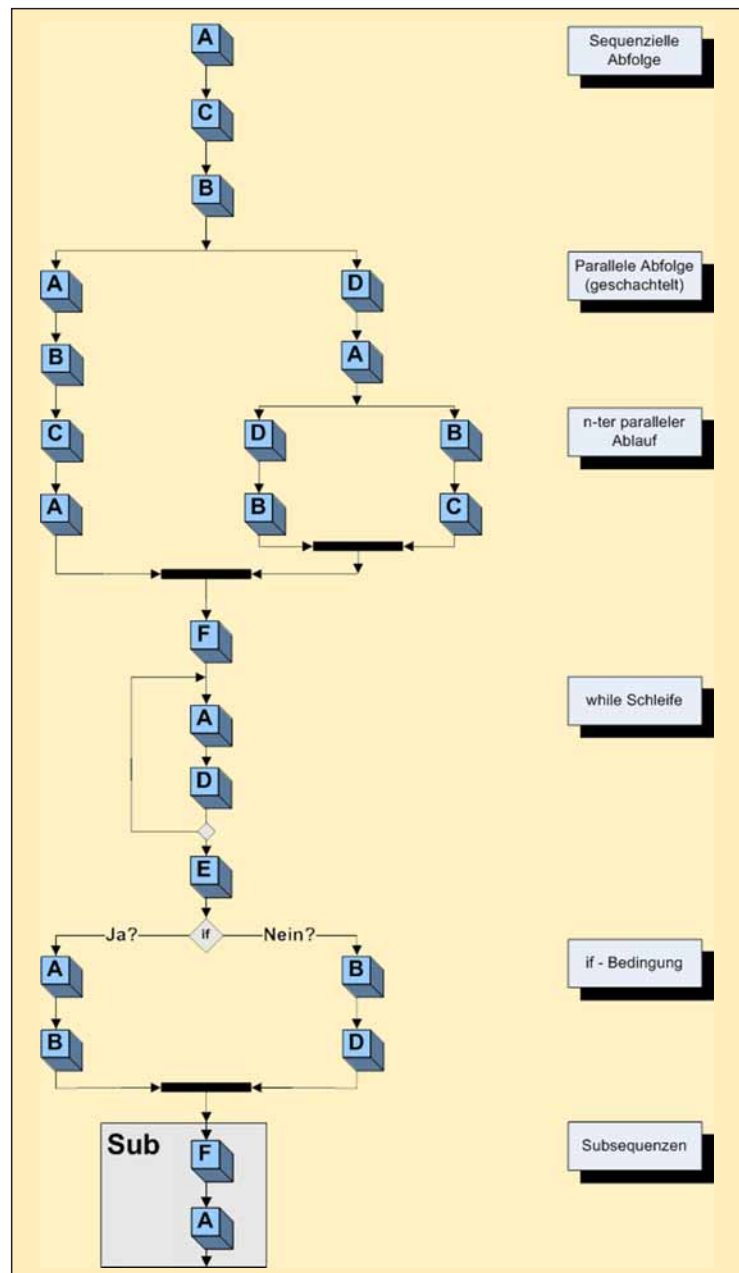 A
Sequenzielle
Abfolge
C
B
A
D
Parallele Abfolge
(geschachtelt)
B
A
C
D
B
n-ter paralleler
Ablauf
A
B
C
F
A
while Schleife
D
E
Ja?
if
Nein?
A
B
if - Bedingung
B
D
Sub
F
Subsequenzen
A